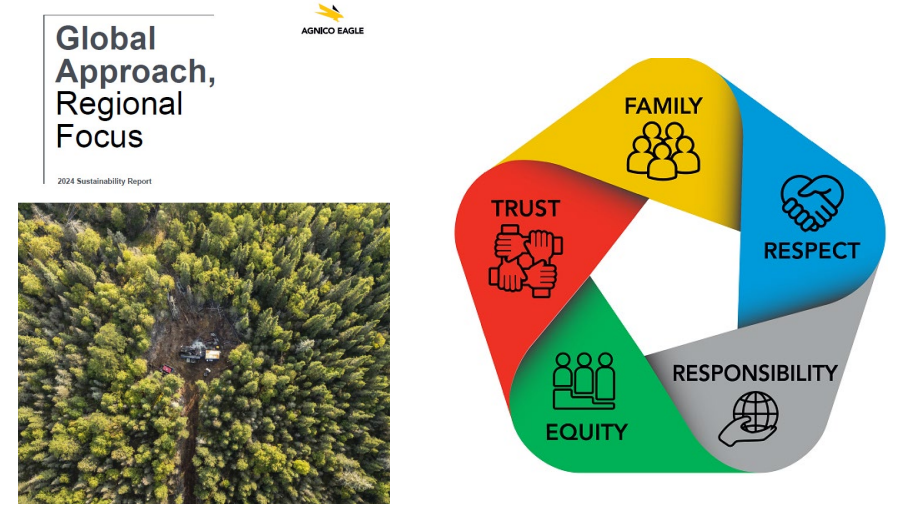 Global
Approach,
Regional
Focus
2024 Sustainability Report
AGNICO EAGLE
FAMILY
RESPECT
TRUST
RESPONSIBILITY
EQUITY